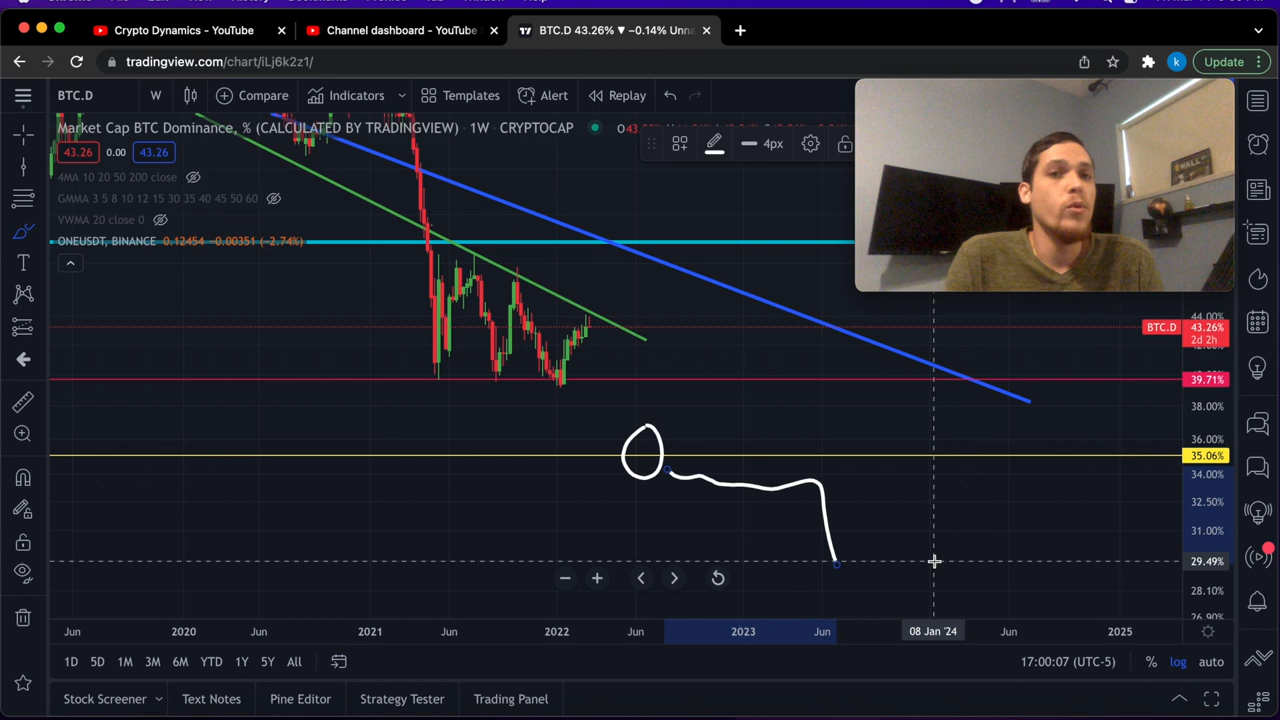 Crypto Dynamics - YouTube
Channel dashboard - YouTube
BTC.D 43.26% ▼ −0.14% Unna
tradingview.com/chart/iLj6k2z1/
k
Update
BTC.D
W
Compare
Indicators
Templates
Alert
Replay
Market Cap BTC Dominance, % (CALCULATED BY TRADINGVIEW) · 1W · CRYPTOCAP
4px
43.26
0.00
43.26
4MA 10 20 50 200 close
GMMA 3 5 8 10 12 15 30 35 40 45 50 60
VWMA 20 close 0
ONEUSDT, BINANCE 0.12454 −0.00351 (−2.74%)
44.00%
BTC.D
43.26%
2d 2h
39.71%
38.00%
36.00%
35.06%
34.00%
32.50%
31.00%
29.49%
28.10%
26.90%
Jun
2020
Jun
2021
Jun
2022
Jun
2023
Jun
08 Jan '24
Jun
2025
1D
5D
1M
3M
6M
YTD
1Y
5Y
All
17:00:07 (UTC-5)
%
log
auto
Stock Screener
Text Notes
Pine Editor
Strategy Tester
Trading Panel